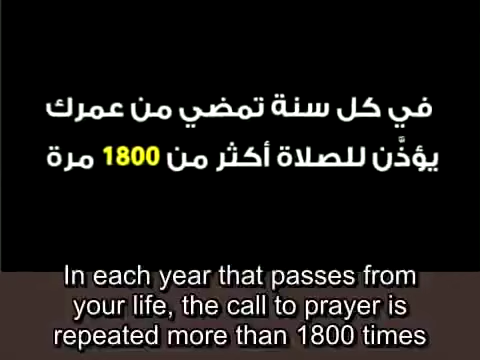 في كل سنة تمضي من عمرك
يؤذَّن للصلاة أكثر من 1800 مرة
In each year that passes from
your life, the call to prayer is
repeated more than 1800 times